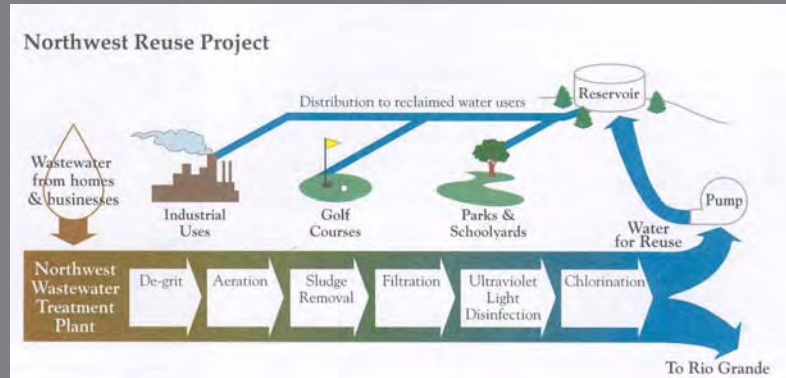 Northwest Reuse Project
Reservoir
Distribution to reclaimed water users
Wastewater
from homes
& businesses
Industrial
Uses
Golf
Courses
Parks &
Schoolyards
Water
for Reuse
Pump
Northwest
Wastewater
Treatment
Plant
De-grit
Aeration
Sludge
Removal
Filtration
Ultraviolet
Light
Disinfection
Chlorination
To Rio Grande